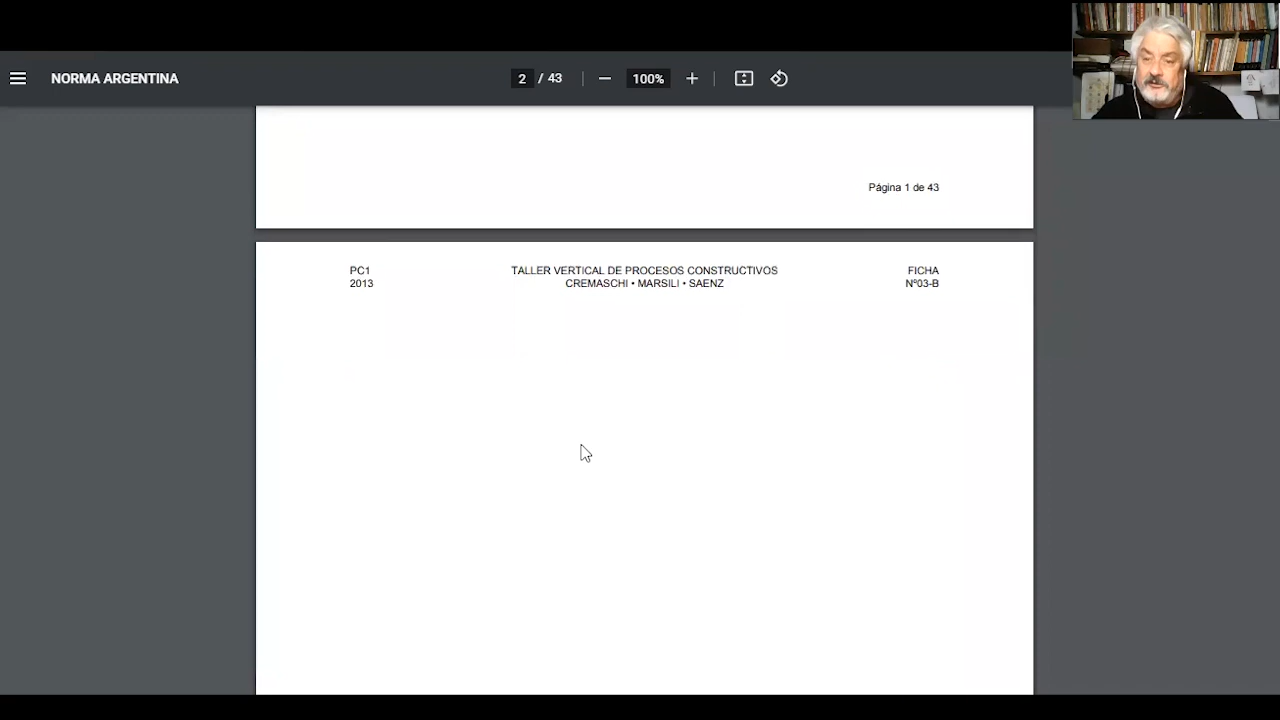 NORMA ARGENTINA
2 / 43
100%
Página 1 de 43
PC1 TALLER VERTICAL DE PROCESOS CONSTRUCTIVOS FICHA
2013 CREMASCHI • MARSILI • SAENZ Nº03-B